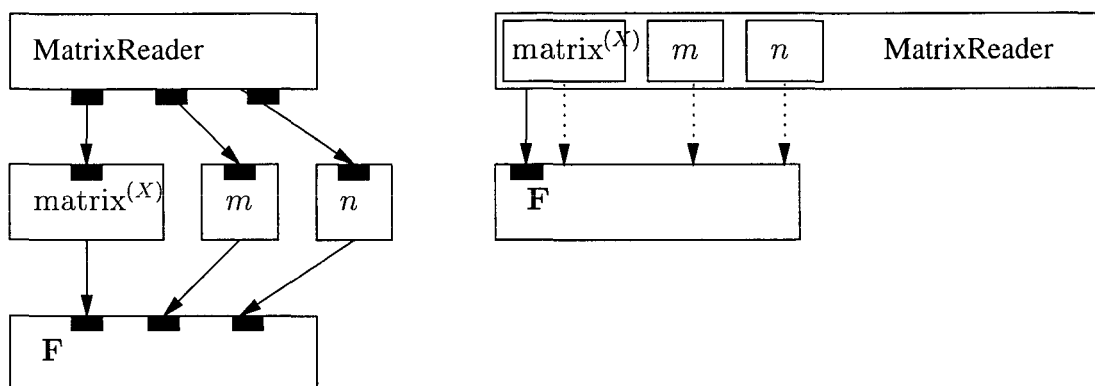 MatrixReader
matrix^{(X)} m n
F
matrix^{(X)} m n MatrixReader
F